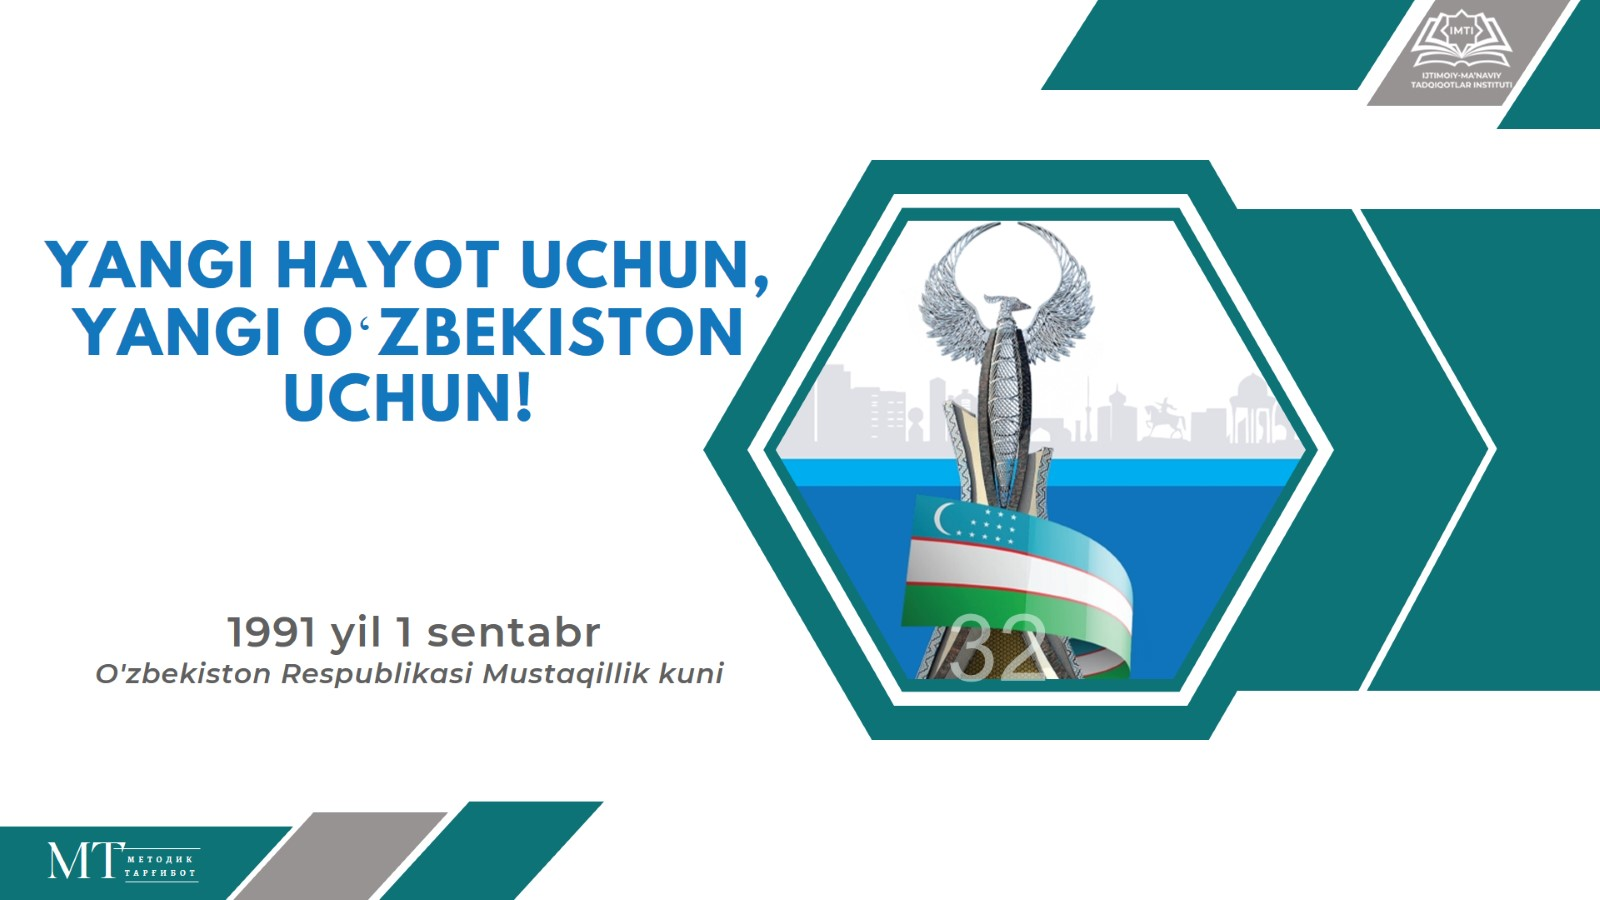 IMTI
IJTIMOIY-MA'NAVIY
TADQIQOTLAR INSTITUTI
YANGI HAYOT UCHUN,
YANGI OʻZBEKISTON
UCHUN!
32
1991 yil 1 sentabr
O'zbekiston Respublikasi Mustaqillik kuni
MT
МЕТОДИК
ТАРҒИБОТ